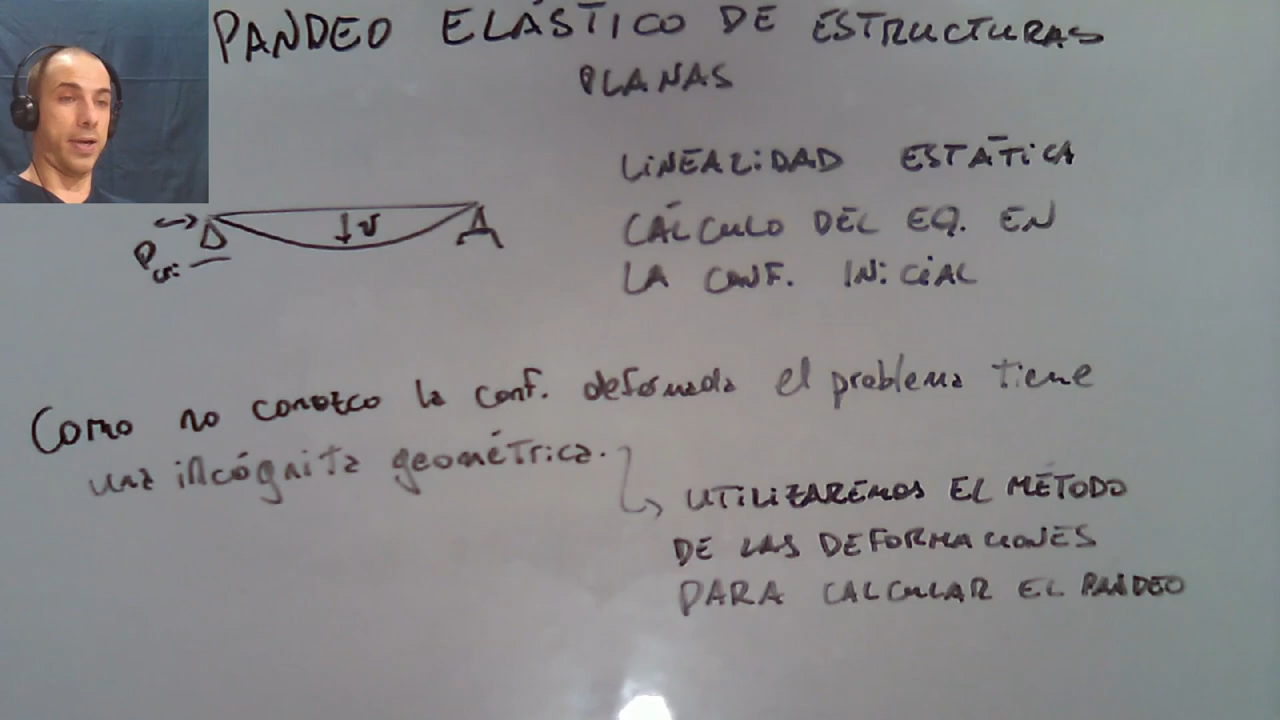 PANDEO ELÁSTICO DE ESTRUCTURAS
PLANAS
LINEALIDAD ESTÁTICA
CÁLCULO DEL EQ. EN
LA CONF. INICIAL
v
Pcri
Como no conozco la conf. deformada el problema tiene
una incógnita geométrica.
UTILIZAREMOS EL MÉTODO
DE LAS DEFORMACIONES
PARA CALCULAR EL PANDEO